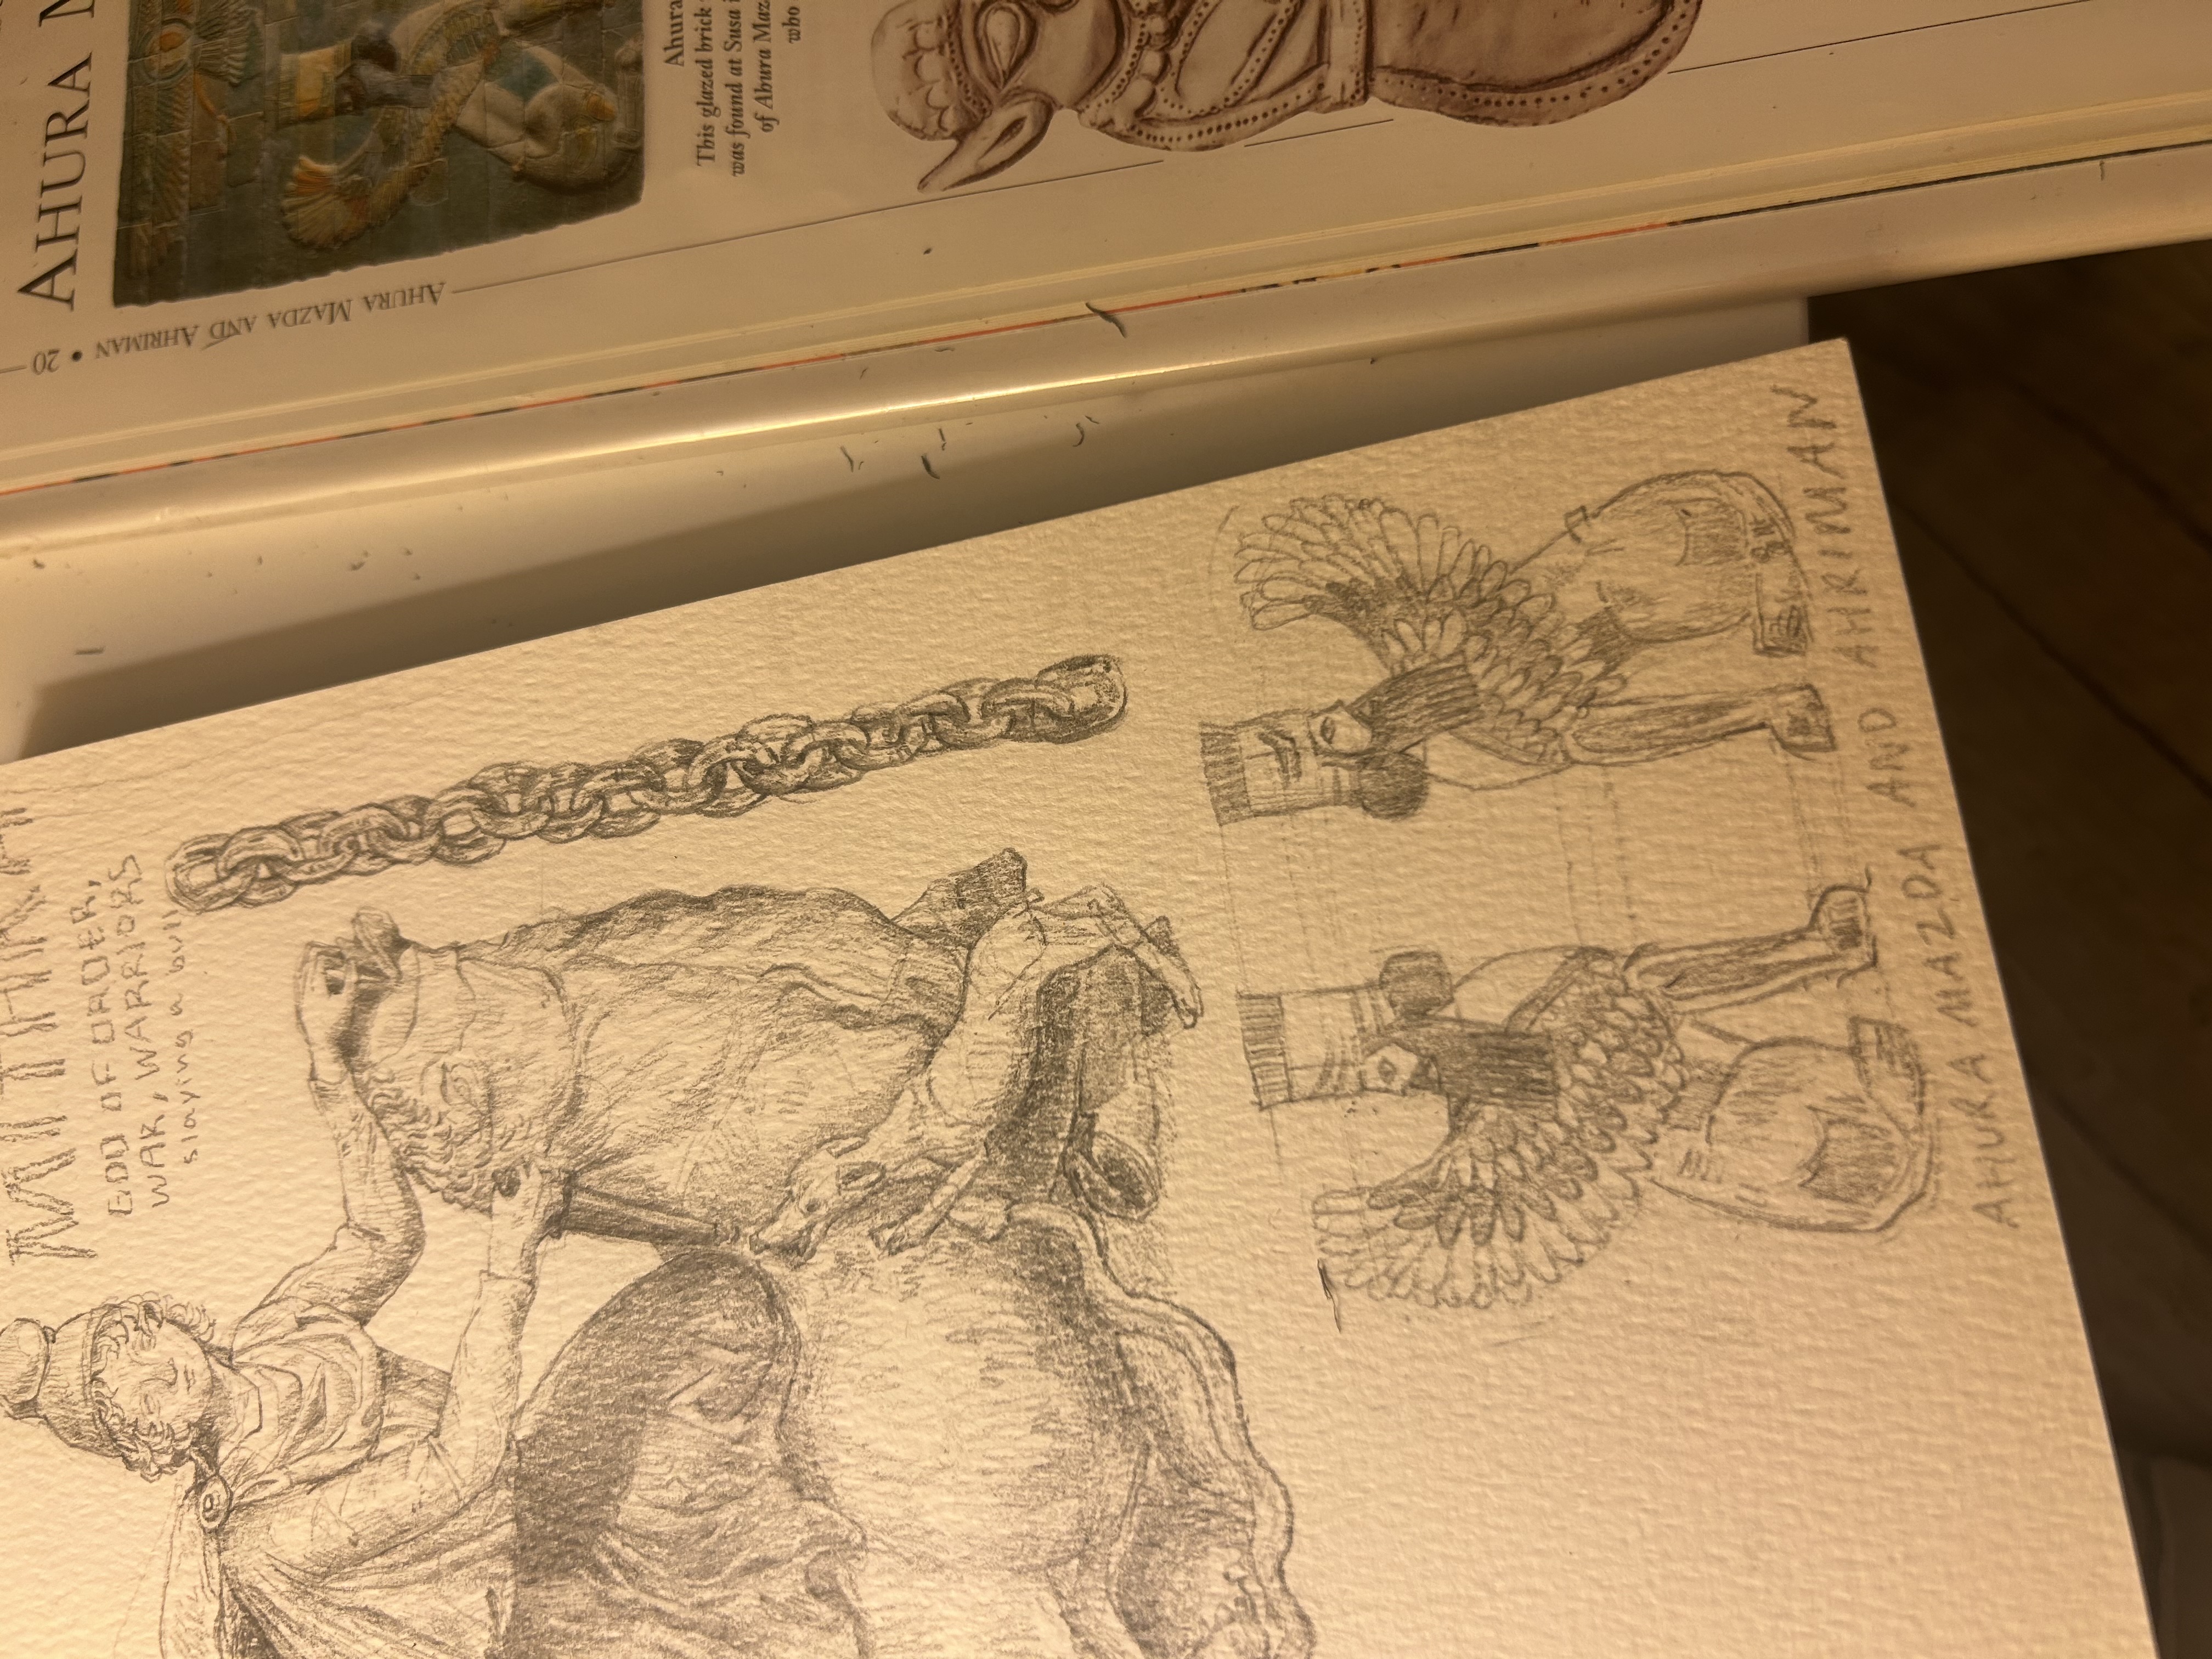 MITHRA
GOD OF ORDER,
WAR, WARRIORS
slaying a bull
AHURA MAZDA AND AHRIMAN
AHURA MAZDA AND AHRIMAN • 20
AHURA
Ahura
This glazed brick
was found at Susa
of Ahura Maz
who